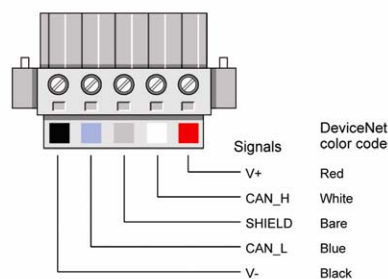 Signals DeviceNet color code
V+ Red
CAN_H White
SHIELD Bare
CAN_L Blue
V- Black